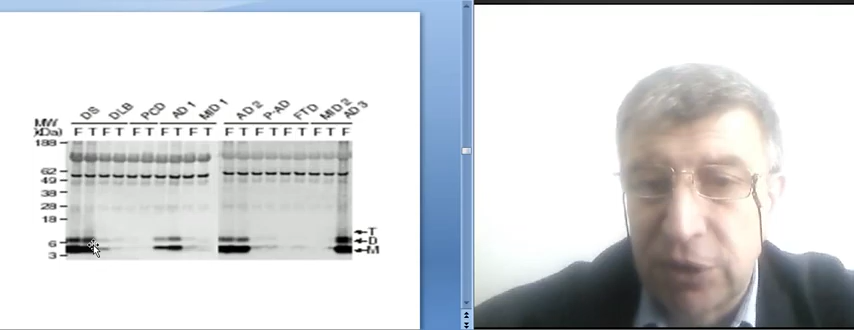 DS DLB PCD AD 1 MID 1 AD 2 P-AD FTD MID 2 AD 3
MW
(kDa) F T F T F T F T F T F T F T F T F T F
188
62
49
38
28
18
6
3
T
D
M